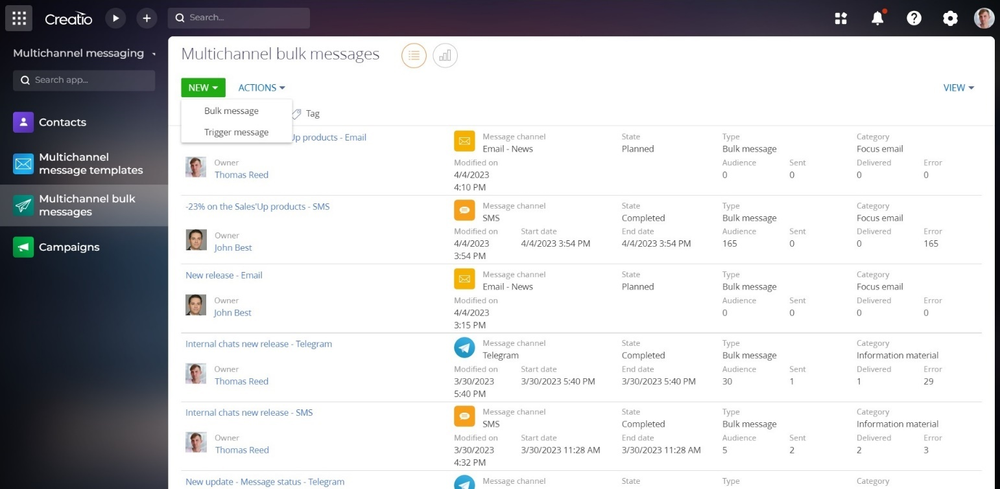 Creatio
Search...
Multichannel messaging
Search app...
Contacts
Multichannel
message templates
Multichannel bulk
messages
Campaigns
Multichannel bulk messages
NEW ACTIONS VIEW
Bulk message
Trigger message
Tag
Up products - Email
Message channel State Type Category
Email - News Planned Bulk message Focus email
Owner Modified on Audience Sent Delivered Error
Thomas Reed 4/4/2023 0 0 0 0
4:10 PM
-23% on the Sales'Up products - SMS
Message channel State Type Category
SMS Completed Bulk message Focus email
Owner Modified on Start date End date Audience Sent Delivered Error
John Best 4/4/2023 4/4/2023 3:54 PM 4/4/2023 3:54 PM 165 0 0 165
3:54 PM
New release - Email
Message channel State Type Category
Email - News Planned Bulk message Focus email
Owner Modified on Audience Sent Delivered Error
John Best 4/4/2023 0 0 0 0
3:15 PM
Internal chats new release - Telegram
Message channel State Type Category
Telegram Completed Bulk message Information material
Owner Modified on Start date End date Audience Sent Delivered Error
Thomas Reed 3/30/2023 3/30/2023 5:40 PM 3/30/2023 5:40 PM 30 1 1 29
5:40 PM
Internal chats new release - SMS
Message channel State Type Category
SMS Completed Bulk message Information material
Owner Modified on Start date End date Audience Sent Delivered Error
Thomas Reed 3/30/2023 3/30/2023 11:28 AM 3/30/2023 11:28 AM 5 2 2 3
4:32 PM
New update - Message status - Telegram
Message channel State Type Category